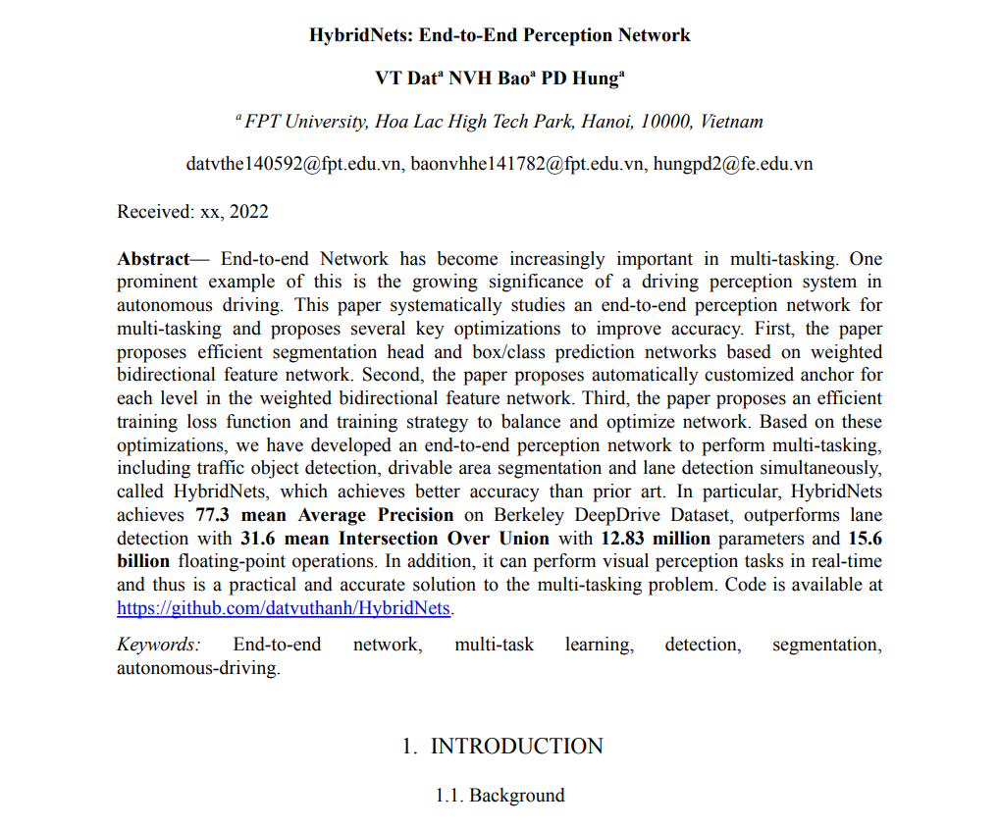 HybridNets: End-to-End Perception Network
VT Datᵃ NVH Baoᵃ PD Hungᵃ
ᵃ FPT University, Hoa Lac High Tech Park, Hanoi, 10000, Vietnam
datvthe140592@fpt.edu.vn, baonvhhe141782@fpt.edu.vn, hungpd2@fe.edu.vn
Received: xx, 2022
Abstract— End-to-end Network has become increasingly important in multi-tasking. One
prominent example of this is the growing significance of a driving perception system in
autonomous driving. This paper systematically studies an end-to-end perception network for
multi-tasking and proposes several key optimizations to improve accuracy. First, the paper
proposes efficient segmentation head and box/class prediction networks based on weighted
bidirectional feature network. Second, the paper proposes automatically customized anchor for
each level in the weighted bidirectional feature network. Third, the paper proposes an efficient
training loss function and training strategy to balance and optimize network. Based on these
optimizations, we have developed an end-to-end perception network to perform multi-tasking,
including traffic object detection, drivable area segmentation and lane detection simultaneously,
called HybridNets, which achieves better accuracy than prior art. In particular, HybridNets
achieves 77.3 mean Average Precision on Berkeley DeepDrive Dataset, outperforms lane
detection with 31.6 mean Intersection Over Union with 12.83 million parameters and 15.6
billion floating-point operations. In addition, it can perform visual perception tasks in real-time
and thus is a practical and accurate solution to the multi-tasking problem. Code is available at
https://github.com/datvuthanh/HybridNets.
Keywords: End-to-end network, multi-task learning, detection, segmentation,
autonomous-driving.
1. INTRODUCTION
1.1. Background